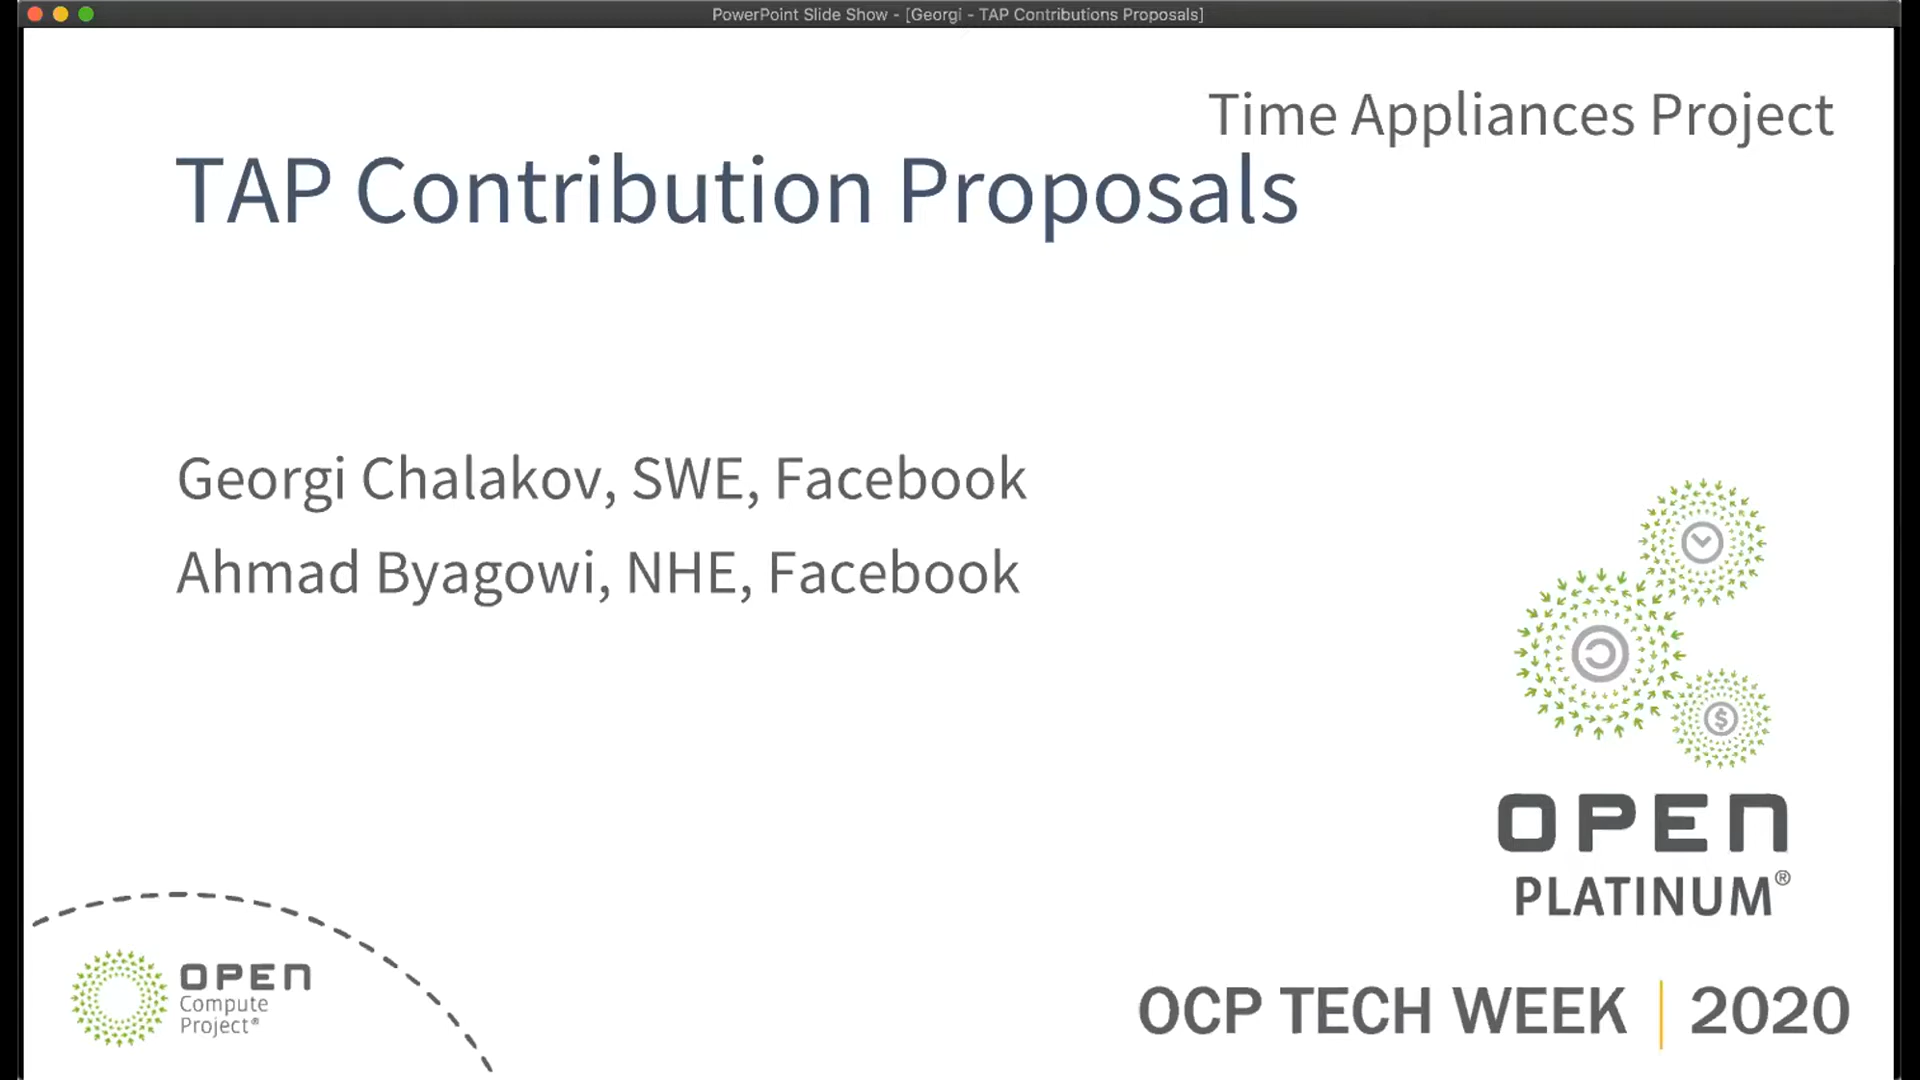 PowerPoint Slide Show - [Georgi - TAP Contributions Proposals]
Time Appliances Project
TAP Contribution Proposals
Georgi Chalakov, SWE, Facebook
Ahmad Byagowi, NHE, Facebook
$
OPEN
PLATINUM®
OPEN
Compute
Project®
OCP TECH WEEK | 2020